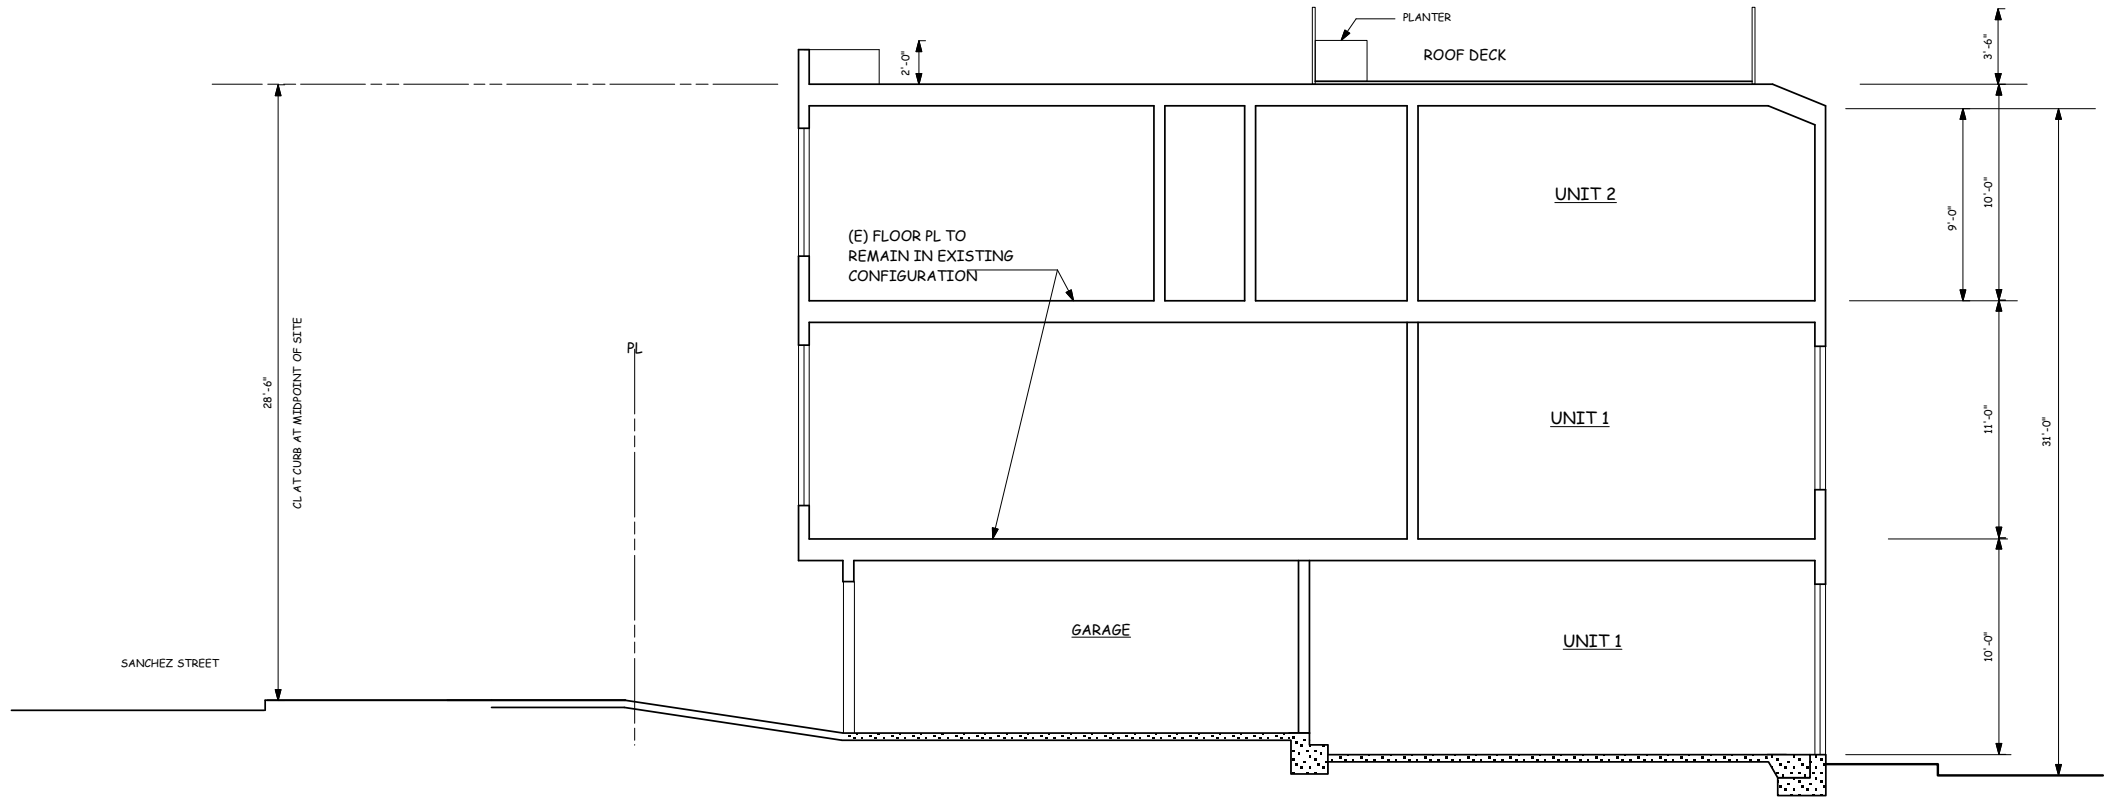 PLANTER
ROOF DECK
2'-0"
3'-6"
UNIT 2
10'-0"
9'-0"
(E) FLOOR PL TO
REMAIN IN EXISTING
CONFIGURATION
PL
28'-6"
CL AT CURB AT MIDPOINT OF SITE
UNIT 1
11'-0"
31'-0"
GARAGE
UNIT 1
10'-0"
SANCHEZ STREET